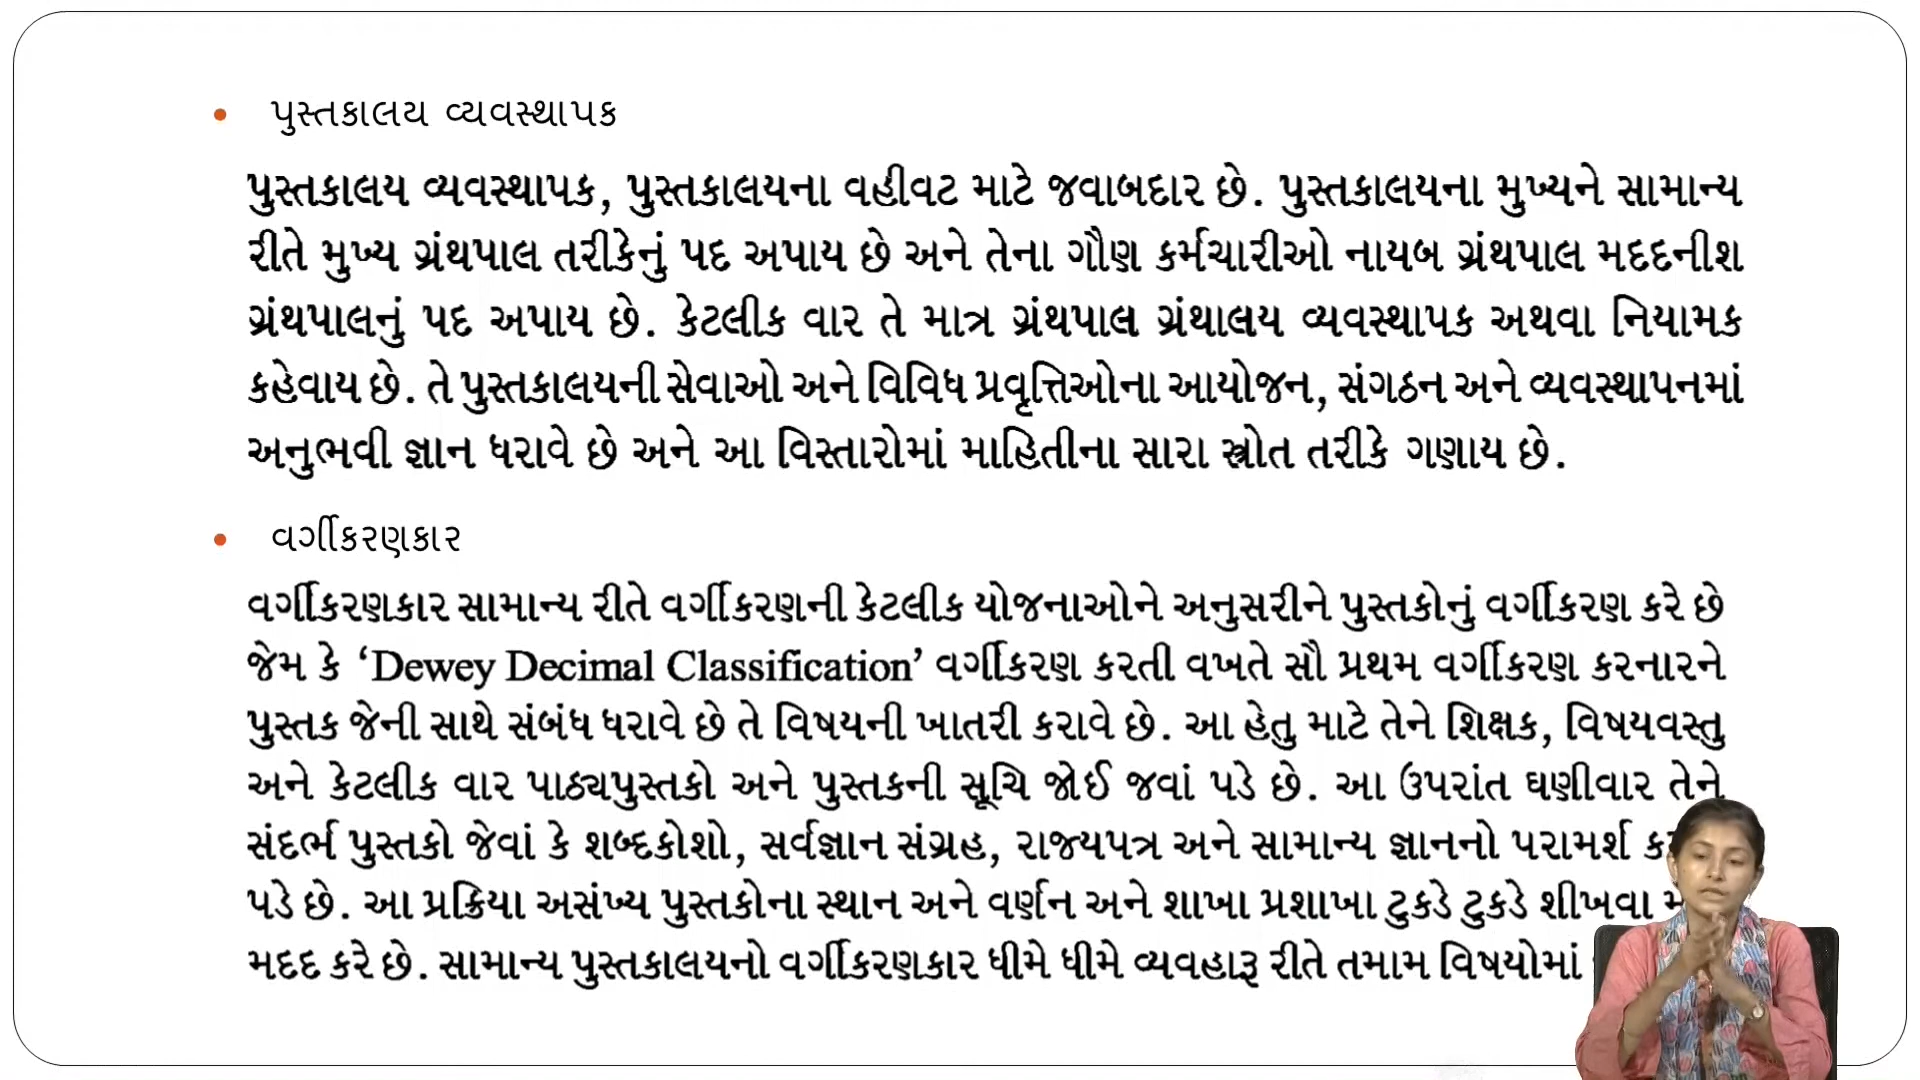 પુસ્તકાલય વ્યવસ્થાપક
પુસ્તકાલય વ્યવસ્થાપક, પુસ્તકાલયના વહીવટ માટે જવાબદાર છે. પુસ્તકાલયના મુખ્યને સામાન્ય
રીતે મુખ્ય ગ્રંથપાલ તરીકેનું પદ અપાય છે અને તેના ગૌણ કર્મચારીઓ નાયબ ગ્રંથપાલ મદદનીશ
ગ્રંથપાલનું પદ અપાય છે. કેટલીક વાર તે માત્ર ગ્રંથપાલ ગ્રંથાલય વ્યવસ્થાપક અથવા નિયામક
કહેવાય છે. તે પુસ્તકાલયની સેવાઓ અને વિવિધ પ્રવૃત્તિઓના આયોજન, સંગઠન અને વ્યવસ્થાપનમાં
અનુભવી જ્ઞાન ધરાવે છે અને આ વિસ્તારોમાં માહિતીના સારા સ્ત્રોત તરીકે ગણાય છે.
વર્ગીકરણકાર
વર્ગીકરણકાર સામાન્ય રીતે વર્ગીકરણની કેટલીક યોજનાઓને અનુસરીને પુસ્તકોનું વર્ગીકરણ કરે છે
જેમ કે ‘Dewey Decimal Classification’ વર્ગીકરણ કરતી વખતે સૌ પ્રથમ વર્ગીકરણ કરનારને
પુસ્તક જેની સાથે સંબંધ ધરાવે છે તે વિષયની ખાતરી કરાવે છે. આ હેતુ માટે તેને શિક્ષક, વિષયવસ્તુ
અને કેટલીક વાર પાઠ્યપુસ્તકો અને પુસ્તકની સૂચિ જોઈ જવાં પડે છે. આ ઉપરાંત ઘણીવાર તેને
સંદર્ભ પુસ્તકો જેવાં કે શબ્દકોશો, સર્વજ્ઞાન સંગ્રહ, રાજ્યપત્ર અને સામાન્ય જ્ઞાનનો પરામર્શ
પડે છે. આ પ્રક્રિયા અસંખ્ય પુસ્તકોના સ્થાન અને વર્ણન અને શાખા પ્રશાખા ટુકડે ટુકડે શીખવા
મદદ કરે છે. સામાન્ય પુસ્તકાલયનો વર્ગીકરણકાર ધીમે ધીમે વ્યવહારૂ રીતે તમામ વિષયોમાં